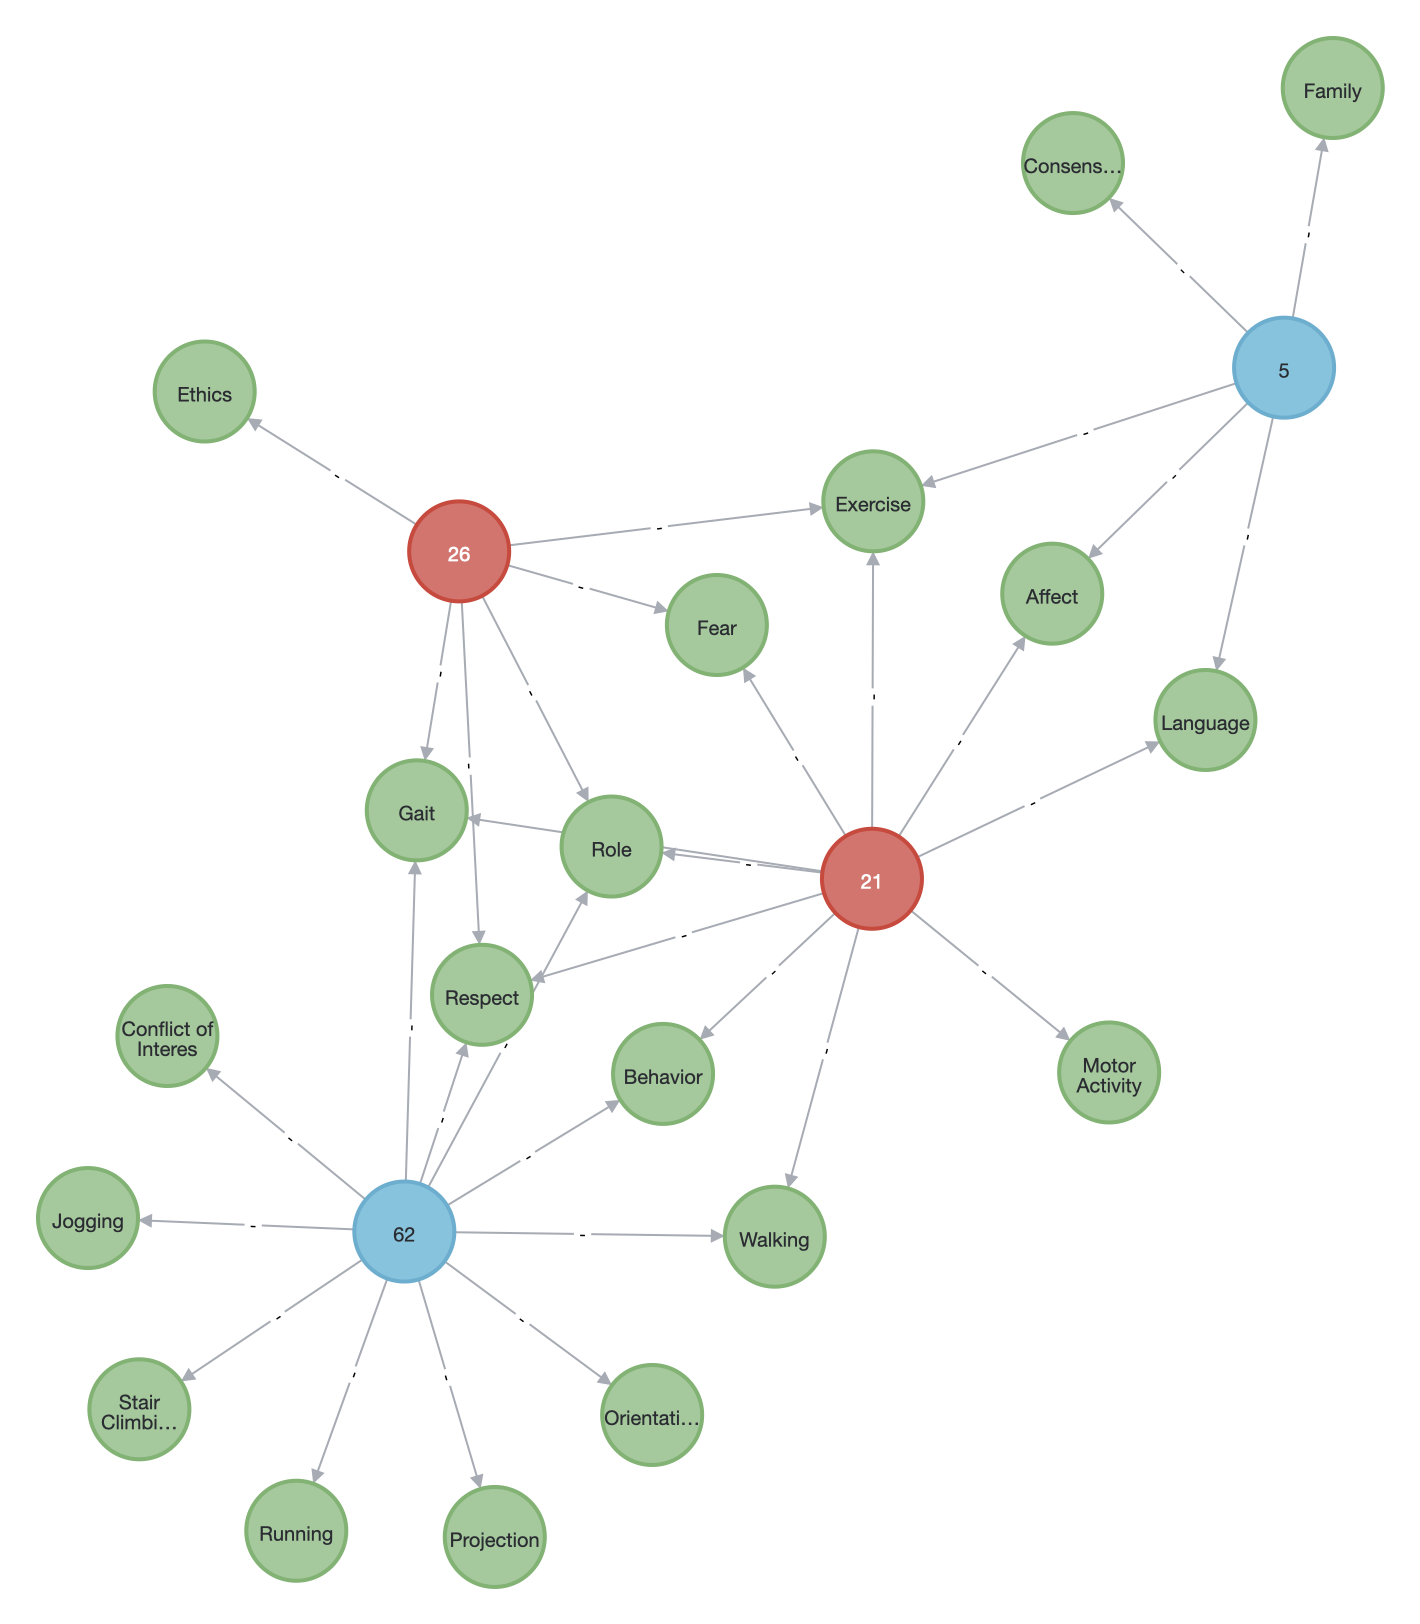 Family
Consens…
5
Ethics
Exercise
26
Affect
Fear
Language
Gait
Role
21
Respect
Conflict of
Interes
Behavior
Motor
Activity
Jogging
62
Walking
Stair
Climbi…
Orientati…
Running
Projection